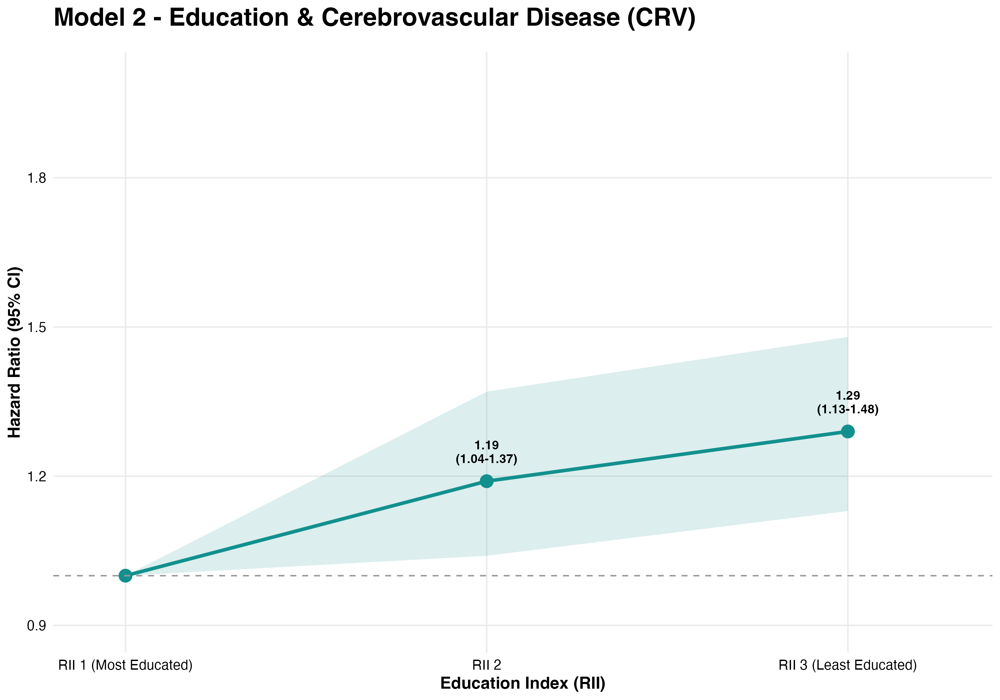 Model 2 - Education & Cerebrovascular Disease (CRV)
Hazard Ratio (95% CI)
1.8
1.5
1.2
0.9
1.19
(1.04-1.37)
1.29
(1.13-1.48)
RII 1 (Most Educated)
RII 2
RII 3 (Least Educated)
Education Index (RII)